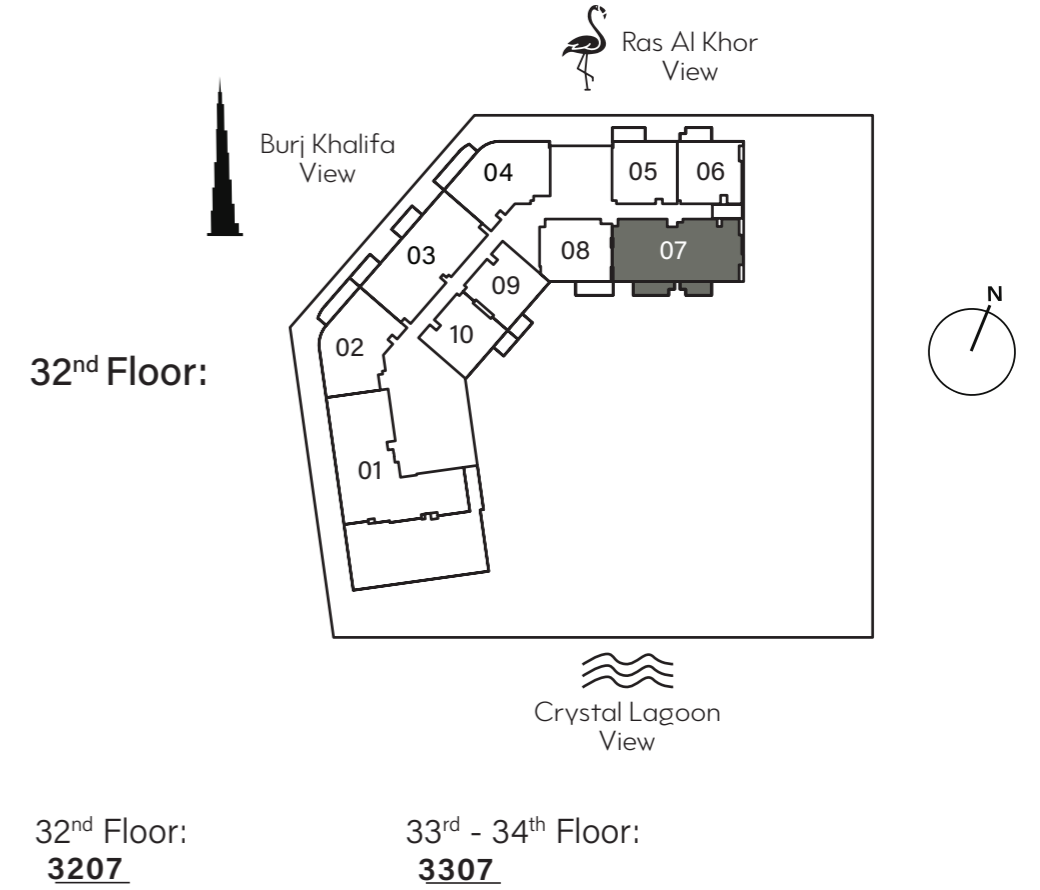 Ras Al Khor
View
Burj Khalifa
View
04
05
06
03
08
07
09
N
02
10
32nd Floor:
01
Crystal Lagoon
View
32nd Floor:
3207
33rd - 34th Floor:
3307